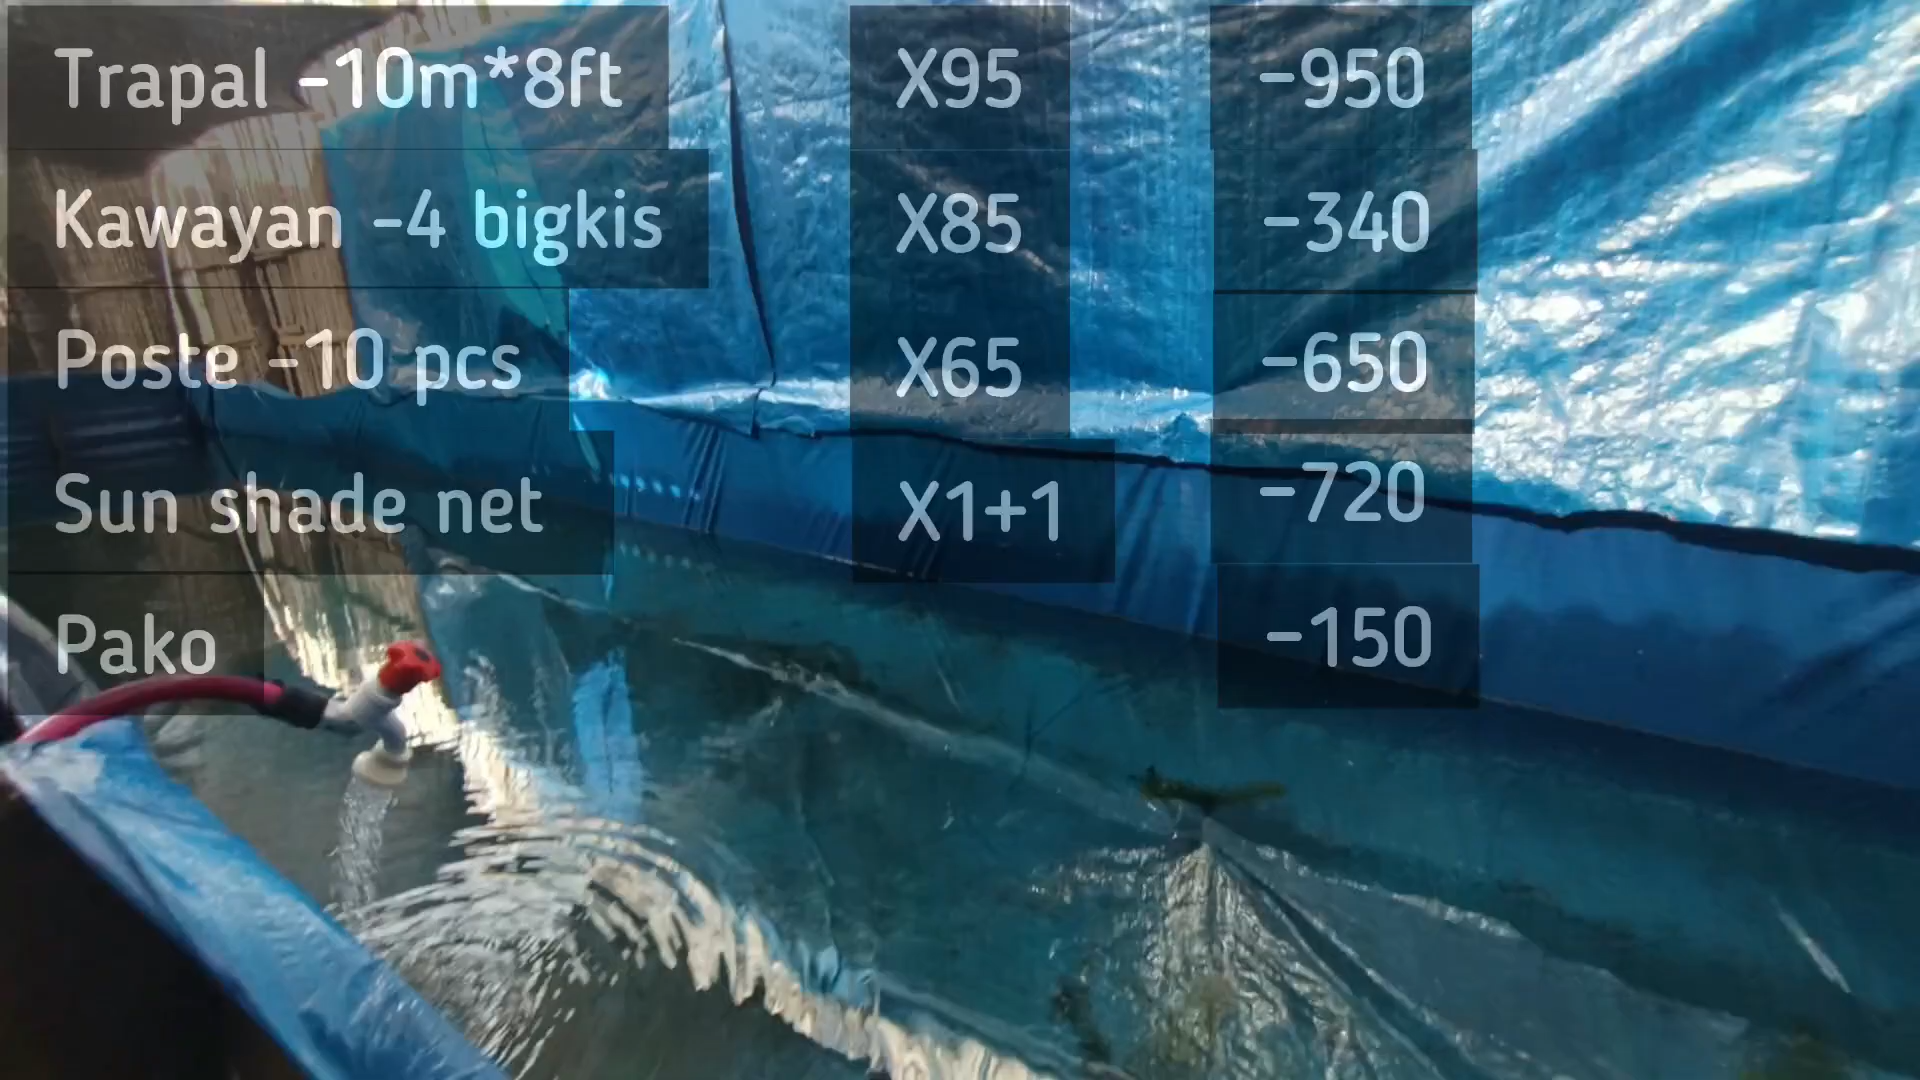 Trapal -10m*8ft X95 -950
Kawayan -4 bigkis X85 -340
Poste -10 pcs X65 -650
Sun shade net X1+1 -720
Pako -150